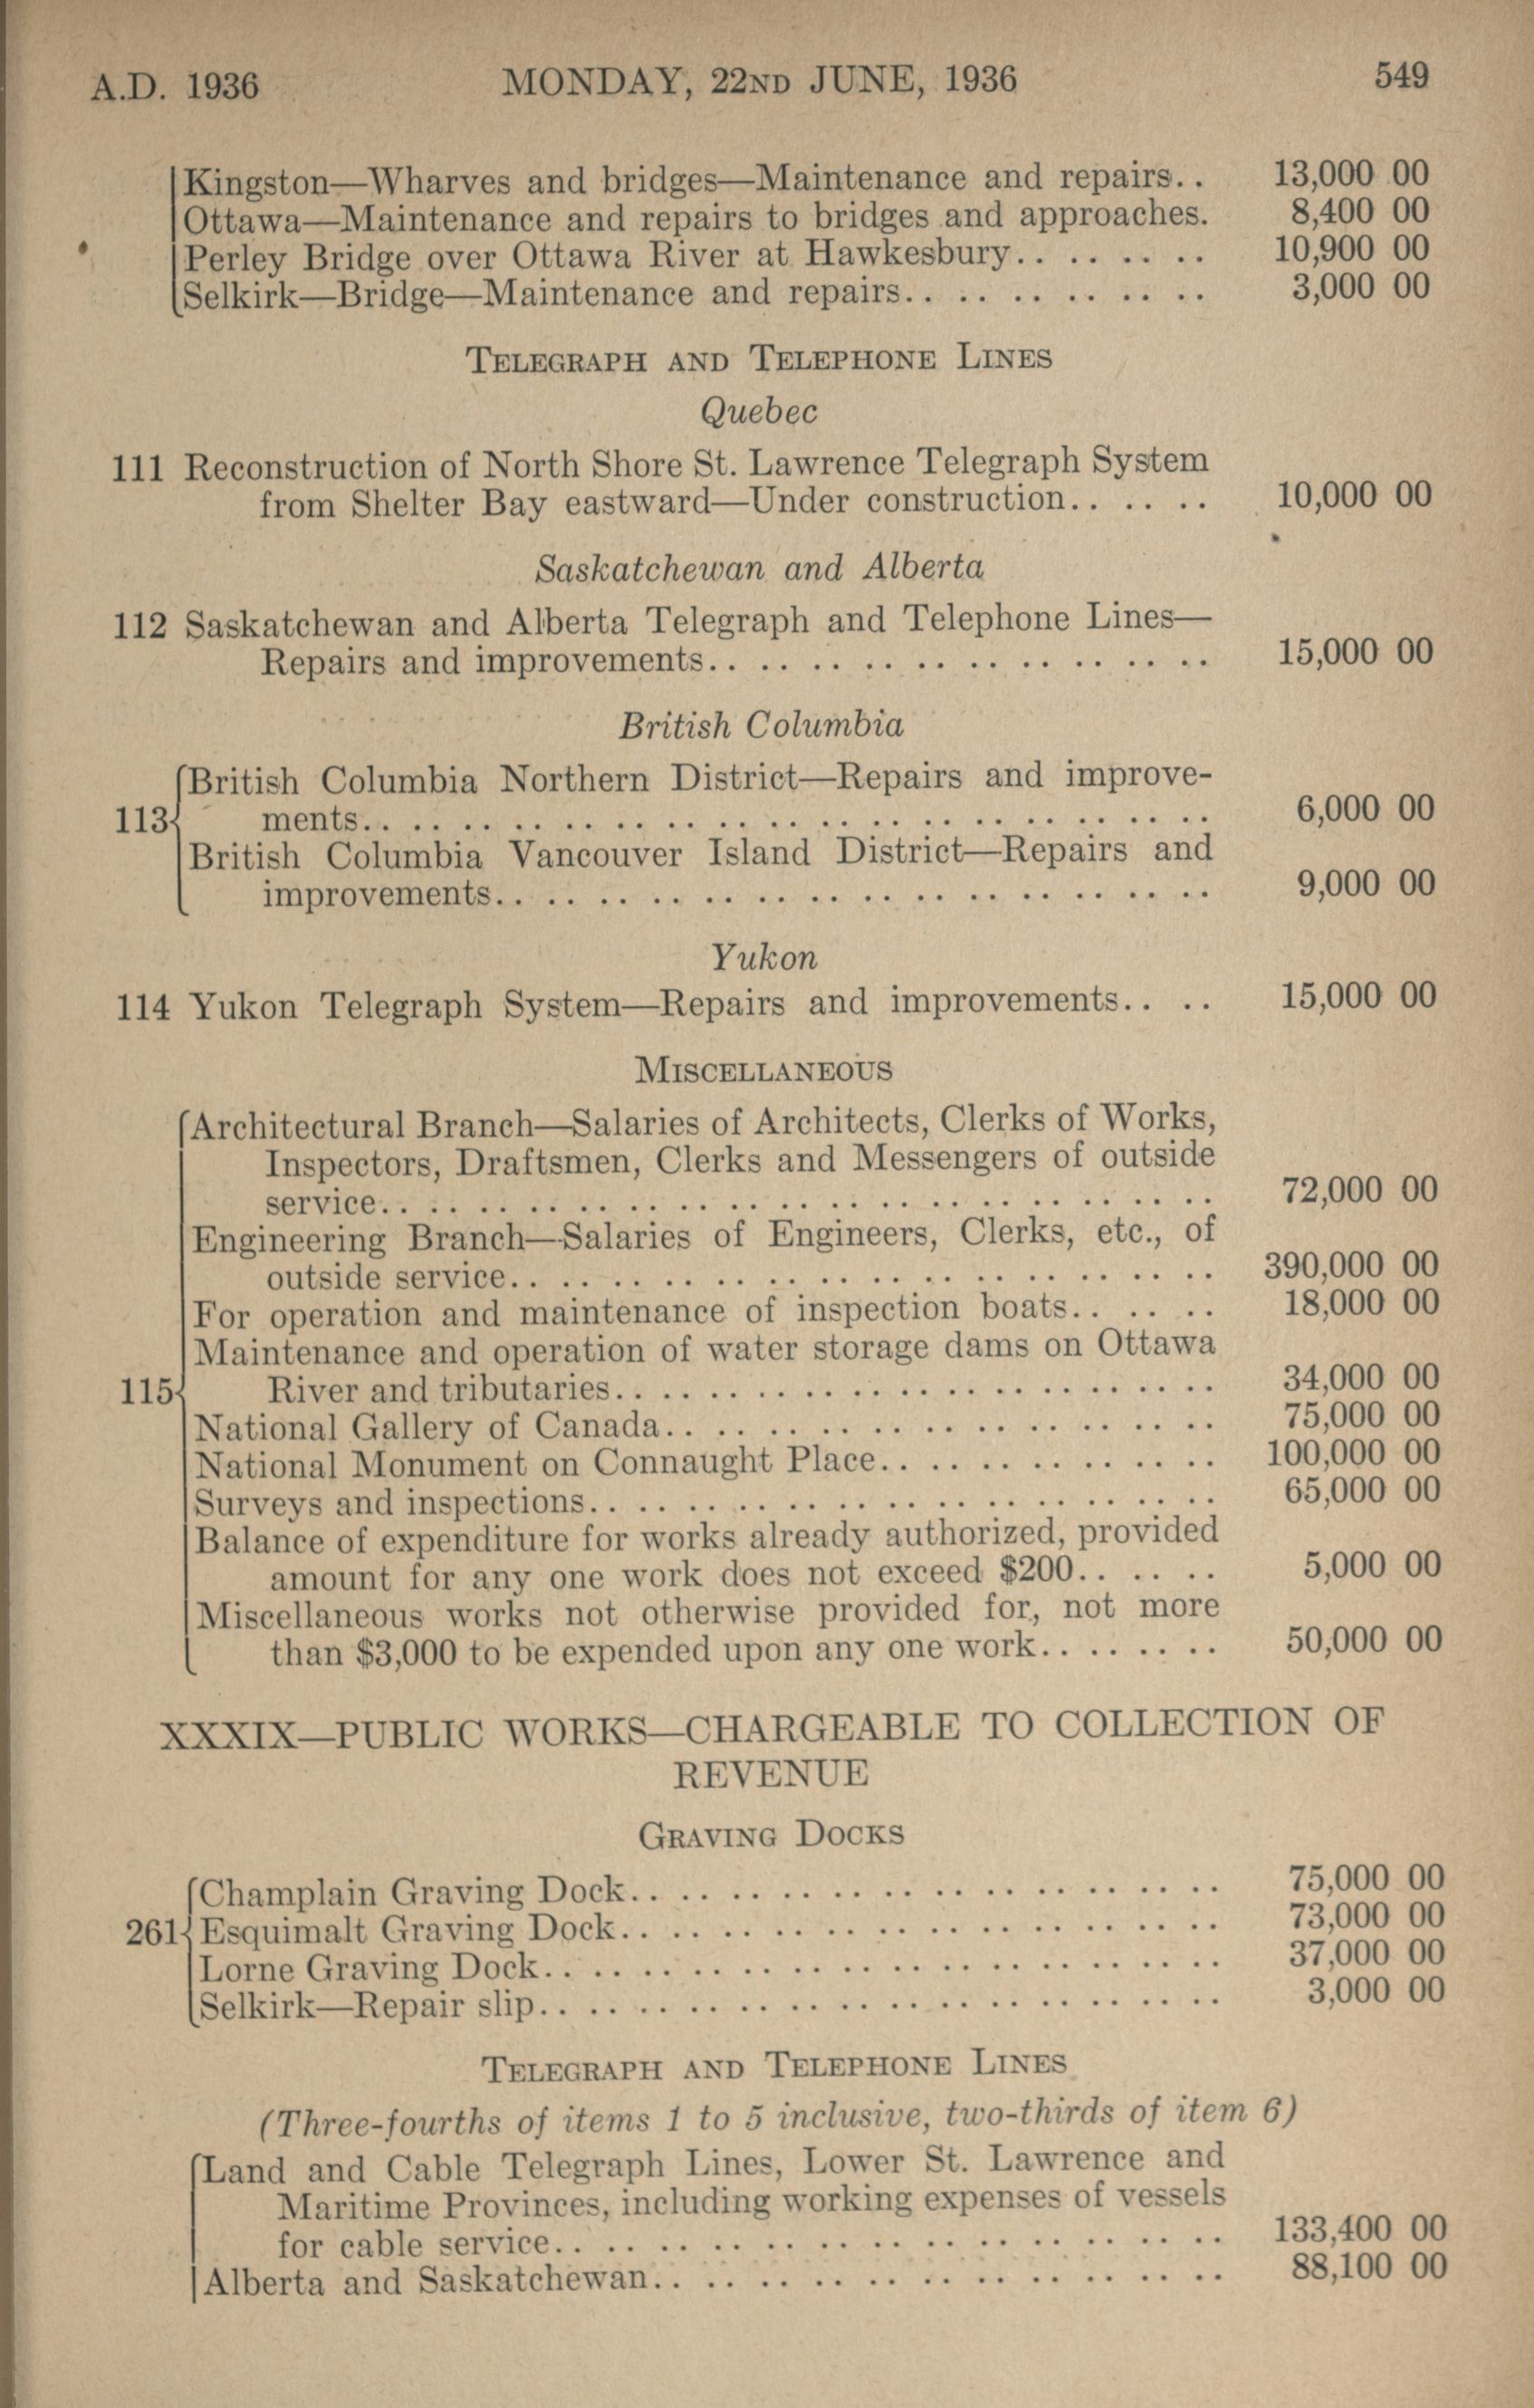 A.D. 1936 MONDAY, 22ND JUNE, 1936 549
Kingston—Wharves and bridges—Maintenance and repairs.. 13,000 00
Ottawa—Maintenance and repairs to bridges and approaches. 8,400 00
Perley Bridge over Ottawa River at Hawkesbury.. .. .. .. 10,900 00
Selkirk—Bridge—Maintenance and repairs.. .. .. .. .. .. 3,000 00
TELEGRAPH AND TELEPHONE LINES
Quebec
111 Reconstruction of North Shore St. Lawrence Telegraph System
from Shelter Bay eastward—Under construction.. .. .. 10,000 00
Saskatchewan and Alberta
112 Saskatchewan and Alberta Telegraph and Telephone Lines—
Repairs and improvements.. .. .. .. .. .. .. .. .. .. 15,000 00
British Columbia
British Columbia Northern District—Repairs and improve-
113 ments.. .. .. .. .. .. .. .. .. .. .. .. .. .. .. .. .. 6,000 00
British Columbia Vancouver Island District—Repairs and
improvements.. .. .. .. .. .. .. .. .. .. .. .. .. .. 9,000 00
Yukon
114 Yukon Telegraph System—Repairs and improvements.. .. 15,000 00
MISCELLANEOUS
Architectural Branch—Salaries of Architects, Clerks of Works,
Inspectors, Draftsmen, Clerks and Messengers of outside
service.. .. .. .. .. .. .. .. .. .. .. .. .. .. .. .. .. 72,000 00
Engineering Branch—Salaries of Engineers, Clerks, etc., of
outside service.. .. .. .. .. .. .. .. .. .. .. .. .. .. 390,000 00
For operation and maintenance of inspection boats.. .. .. 18,000 00
Maintenance and operation of water storage dams on Ottawa
115 River and tributaries.. .. .. .. .. .. .. .. .. .. .. .. 34,000 00
National Gallery of Canada.. .. .. .. .. .. .. .. .. .. .. 75,000 00
National Monument on Connaught Place.. .. .. .. .. .. .. 100,000 00
Surveys and inspections.. .. .. .. .. .. .. .. .. .. .. .. .. 65,000 00
Balance of expenditure for works already authorized, provided
amount for any one work does not exceed $200.. .. .. 5,000 00
Miscellaneous works not otherwise provided for, not more
than $3,000 to be expended upon any one work.. .. .. .. 50,000 00
XXXIX—PUBLIC WORKS—CHARGEABLE TO COLLECTION OF
REVENUE
GRAVING DOCKS
Champlain Graving Dock.. .. .. .. .. .. .. .. .. .. .. .. 75,000 00
261 Esquimalt Graving Dock.. .. .. .. .. .. .. .. .. .. .. .. 73,000 00
Lorne Graving Dock.. .. .. .. .. .. .. .. .. .. .. .. .. .. 37,000 00
Selkirk—Repair slip.. .. .. .. .. .. .. .. .. .. .. .. .. .. 3,000 00
TELEGRAPH AND TELEPHONE LINES
(Three-fourths of items 1 to 5 inclusive, two-thirds of item 6)
Land and Cable Telegraph Lines, Lower St. Lawrence and
Maritime Provinces, including working expenses of vessels
for cable service.. .. .. .. .. .. .. .. .. .. .. .. .. 133,400 00
Alberta and Saskatchewan.. .. .. .. .. .. .. .. .. .. .. 88,100 00